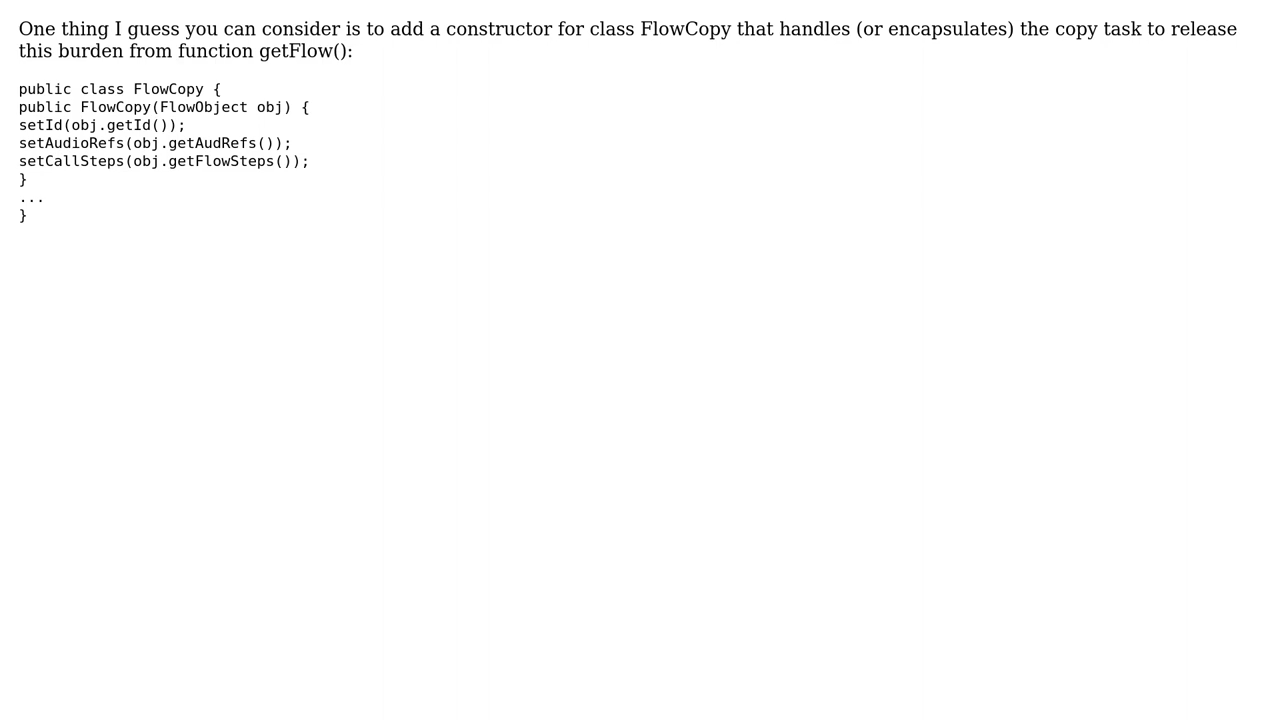 One thing I guess you can consider is to add a constructor for class FlowCopy that handles (or encapsulates) the copy task to release
this burden from function getFlow():
public class FlowCopy {
public FlowCopy(FlowObject obj) {
setId(obj.getId());
setAudioRefs(obj.getAudRefs());
setCallSteps(obj.getFlowSteps());
}
...
}